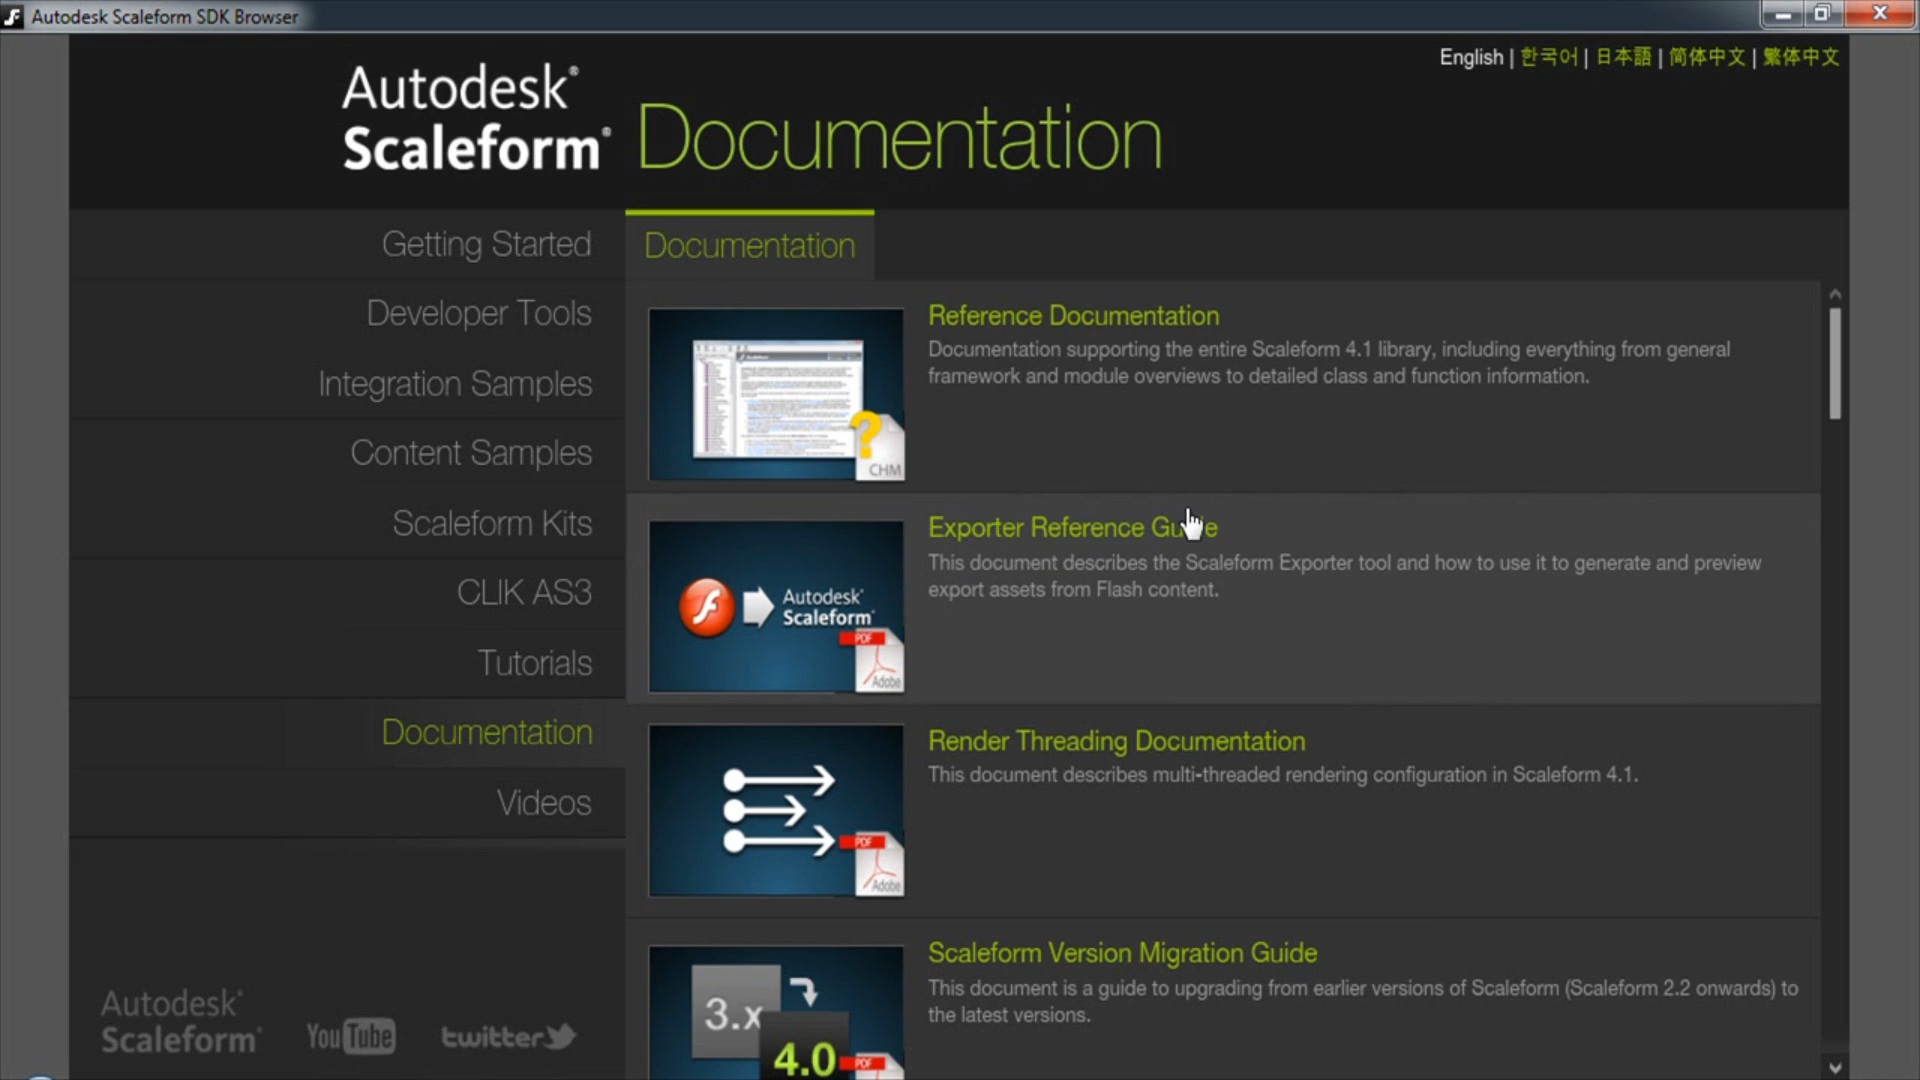 Autodesk Scaleform SDK Browser
English | 한국어 | 日本語 | 简体中文 | 繁体中文
Autodesk®
Scaleform®
Documentation
Getting Started
Developer Tools
Integration Samples
Content Samples
Scaleform Kits
CLIK AS3
Tutorials
Documentation
Videos
Autodesk®
Scaleform®
YouTube
twitter
Documentation
Reference Documentation
Documentation supporting the entire Scaleform 4.1 library, including everything from general
framework and module overviews to detailed class and function information.
CHM
Exporter Reference
This document describes the Scaleform Exporter tool and how to use it to generate and preview
export assets from Flash content.
Autodesk®
Scaleform®
PDF
Adobe
Render Threading Documentation
This document describes multi-threaded rendering configuration in Scaleform 4.1.
PDF
Adobe
Scaleform Version Migration Guide
This document is a guide to upgrading from earlier versions of Scaleform (Scaleform 2.2 onwards) to
the latest versions.
3.x
4.0
PDF